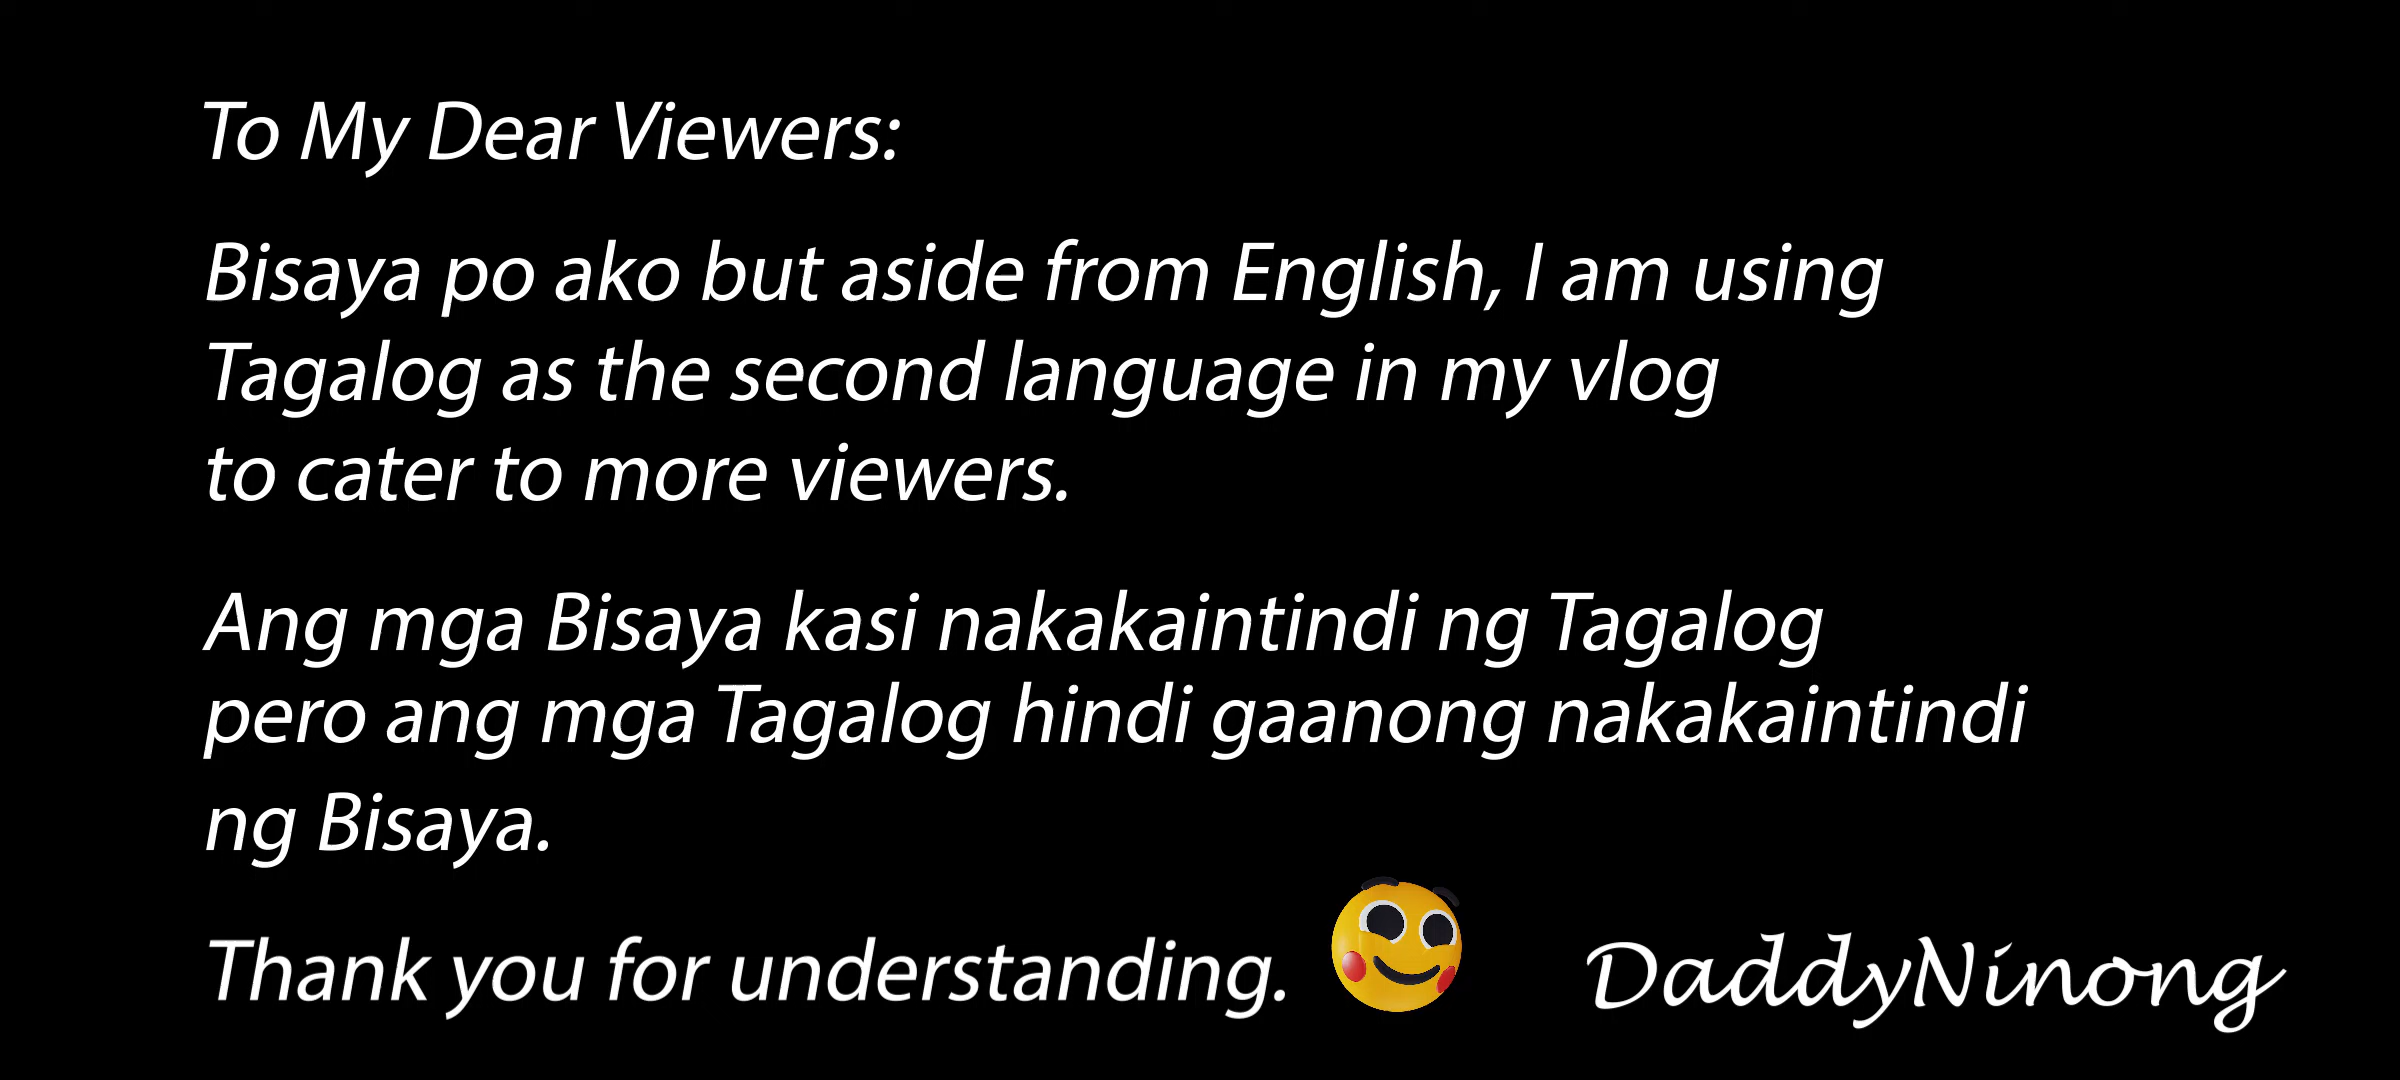 To My Dear Viewers:
Bisaya po ako but aside from English, I am using
Tagalog as the second language in my vlog
to cater to more viewers.
Ang mga Bisaya kasi nakakaintindi ng Tagalog
pero ang mga Tagalog hindi gaanong nakakaintindi
ng Bisaya.
Thank you for understanding.
DaddyNinong